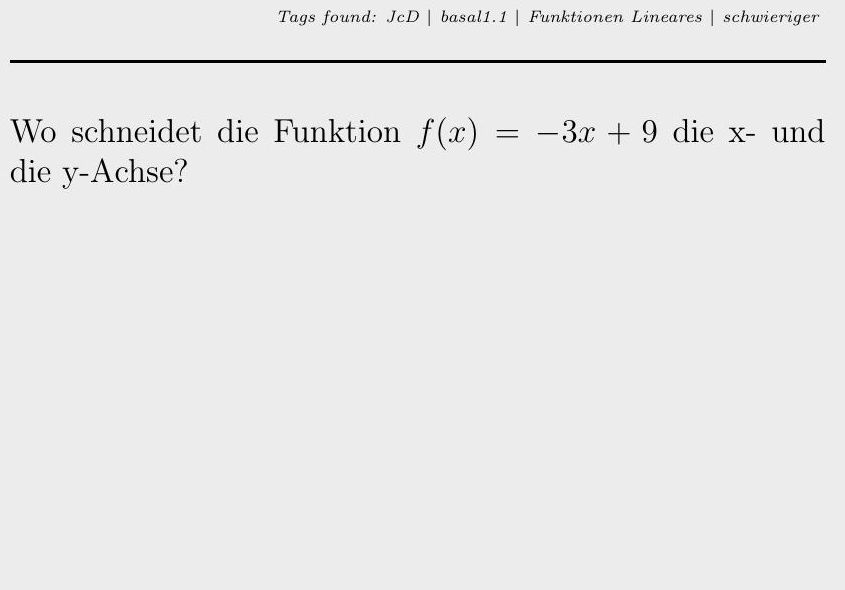 Tags found: JcD | basal1.1 | Funktionen Lineares | schwieriger
Wo schneidet die Funktion f(x) = −3x + 9 die x- und
die y-Achse?